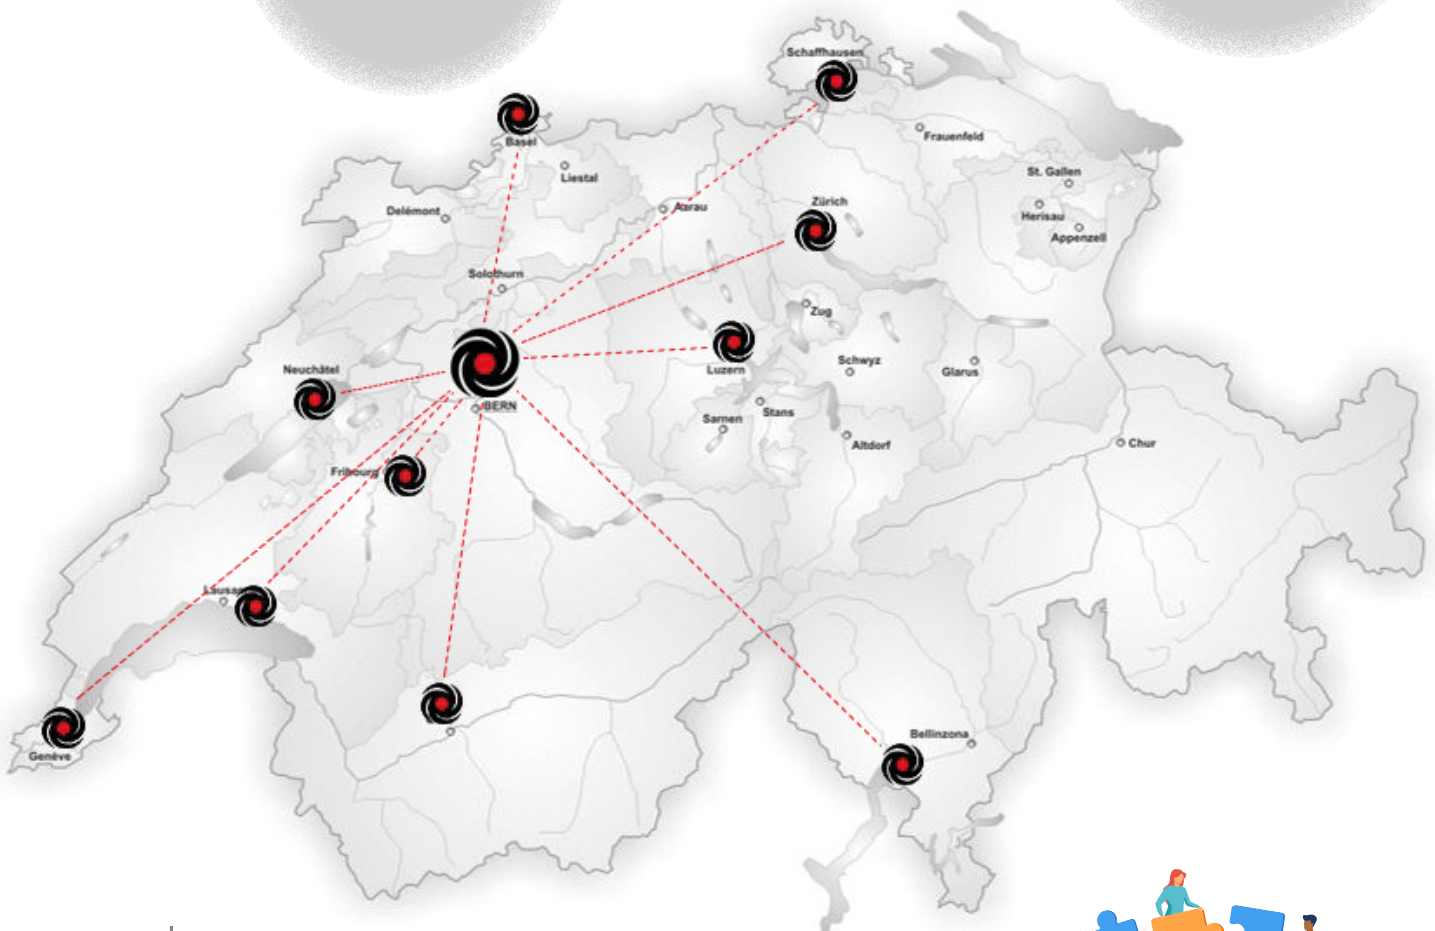 Schaffhausen
Basel
Frauenfeld
Liestal
St. Gallen
Delémont
Aarau
Zürich
Herisau
Appenzell
Solothurn
Zug
Neuchâtel
Luzern
Schwyz
Glarus
BERN
Stans
Sarnen
Altdorf
Chur
Fribourg
Bellinzona
Genève